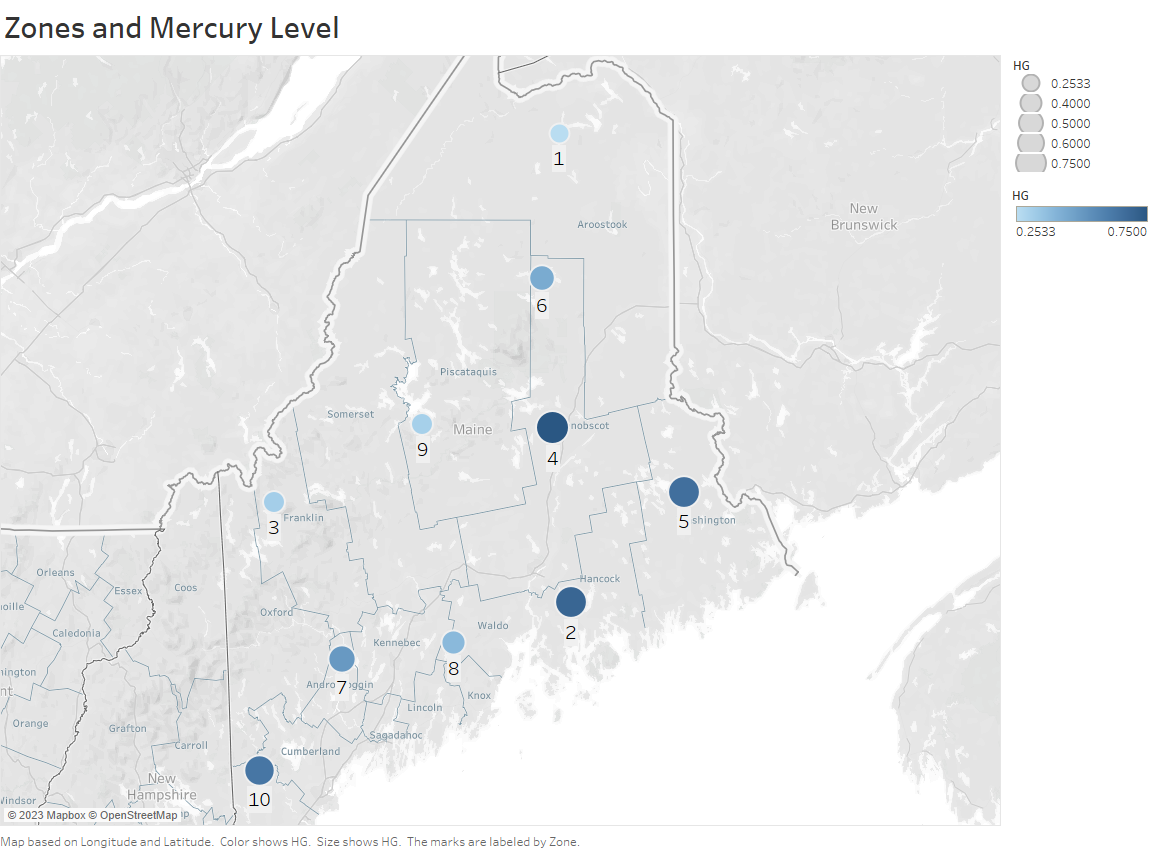 Zones and Mercury Level
HG
0.2533
0.4000
0.5000
0.6000
0.7500
HG
0.2533 0.7500
1
New
Brunswick
Aroostook
6
Piscataquis
Somerset
Maine
nobscot
9
4
3
Franklin
5
shington
Orleans
Essex
Coos
Hancock
oille
Oxford
Caledonia
Waldo
2
Kennebec
8
nington
nt
Andro oggin
7
Knox
Lincoln
Orange
Grafton
Sagadahoc
Carroll
Cumberland
New
Hampshire
10
Windsor
© 2023 Mapbox © OpenStreetMap
Map based on Longitude and Latitude. Color shows HG. Size shows HG. The marks are labeled by Zone.